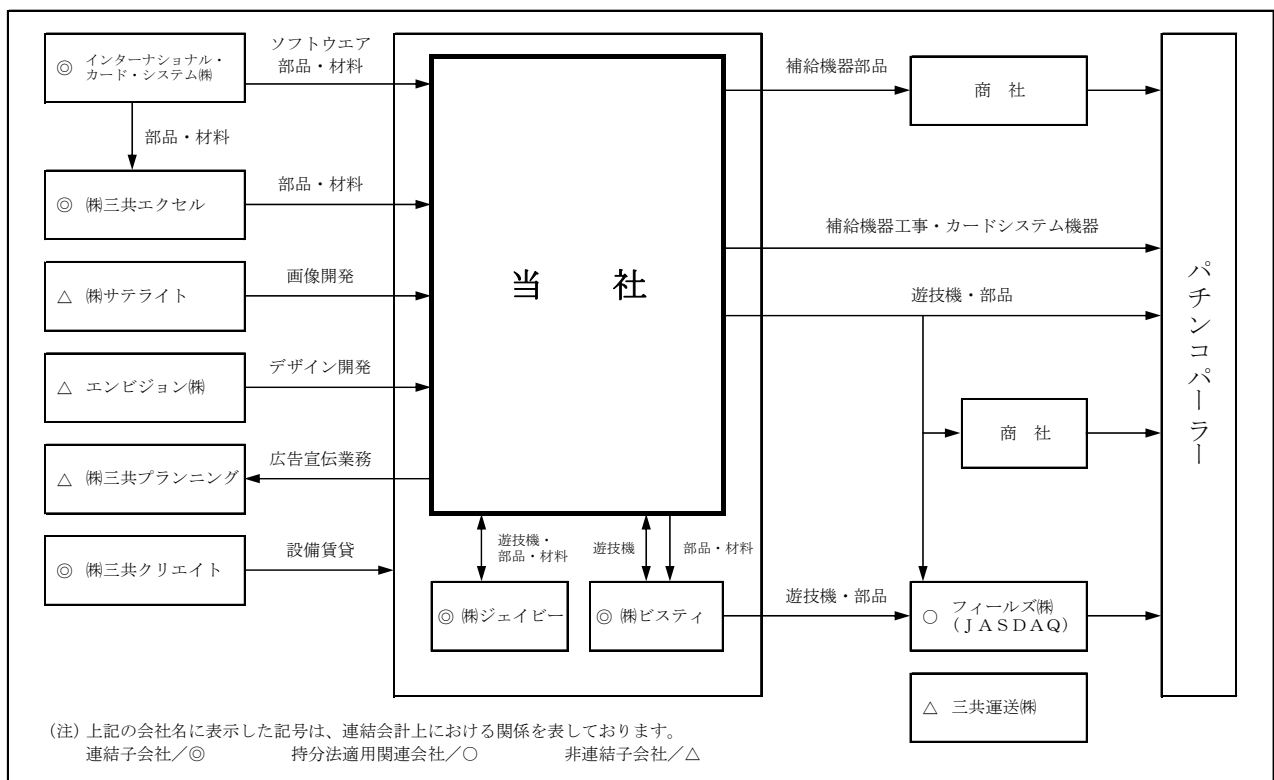 ◎ インターナショナル・
カード・システム㈱
ソフトウエア
部品・材料
部品・材料
◎ ㈱三共エクセル
部品・材料
△ ㈱サテライト
画像開発
△ エンビジョン㈱
デザイン開発
△ ㈱三共プランニング
広告宣伝業務
◎ ㈱三共クリエイト
設備賃貸
当 社
遊技機・
部品・材料
遊技機
部品・材料
◎ ㈱ジェイビー
◎ ㈱ビスティ
補給機器部品
商 社
補給機器工事・カードシステム機器
遊技機・部品
商 社
遊技機・部品
○ フィールズ㈱
(ＪＡＳＤＡＱ)
△ 三共運送㈱
パチンコパーラー
(注) 上記の会社名に表示した記号は、連結会計上における関係を表しております。
連結子会社／◎ 持分法適用関連会社／○ 非連結子会社／△